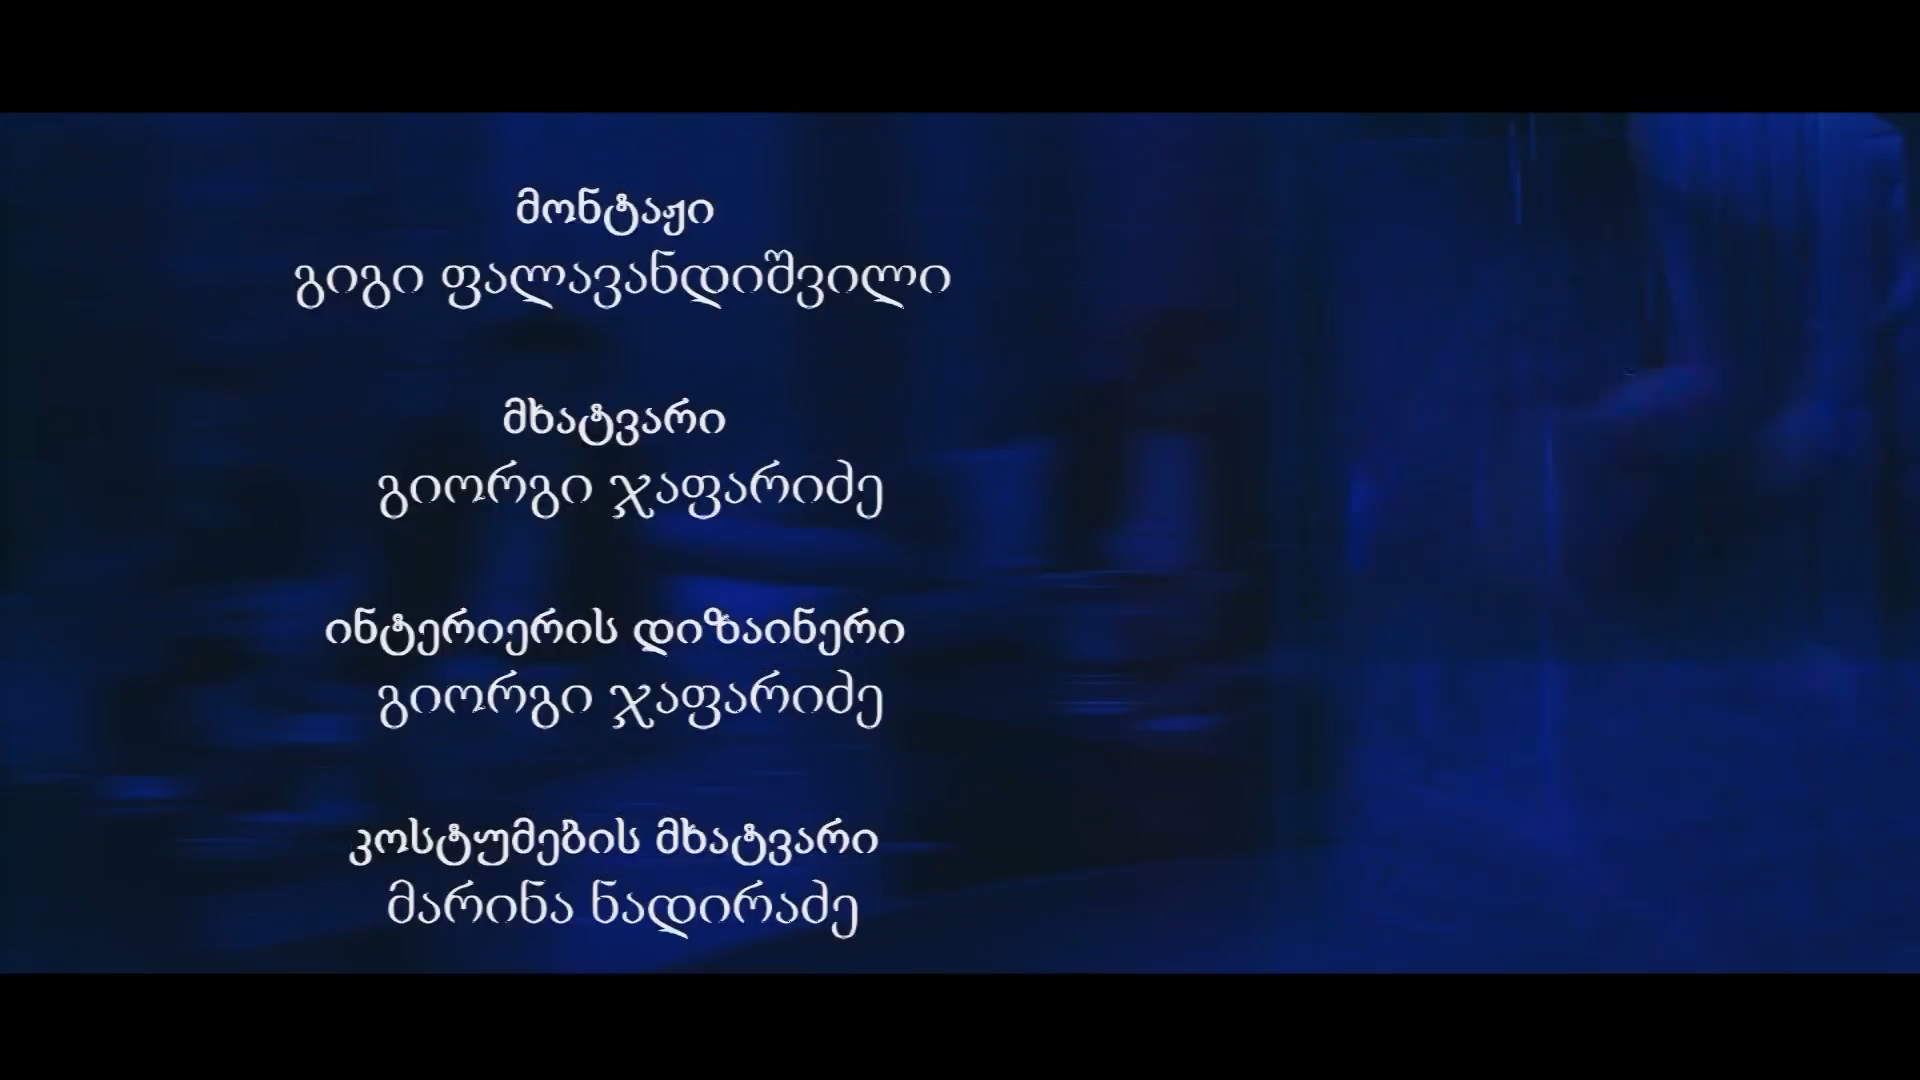 მონტაჟი
გიგი ფალავანდიშვილი
მხატვარი
გიორგი ჯაფარიძე
ინტერიერის დიზაინერი
გიორგი ჯაფარიძე
კოსტუმების მხატვარი
მარინა ნადირაძე